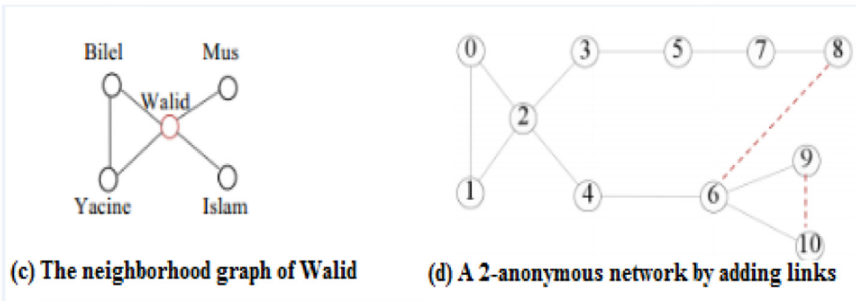 Bilel Mus
Walid
Yacine Islam
(c) The neighborhood graph of Walid
0 3 5 7 8
2
9
1 4 6
10
(d) A 2-anonymous network by adding links